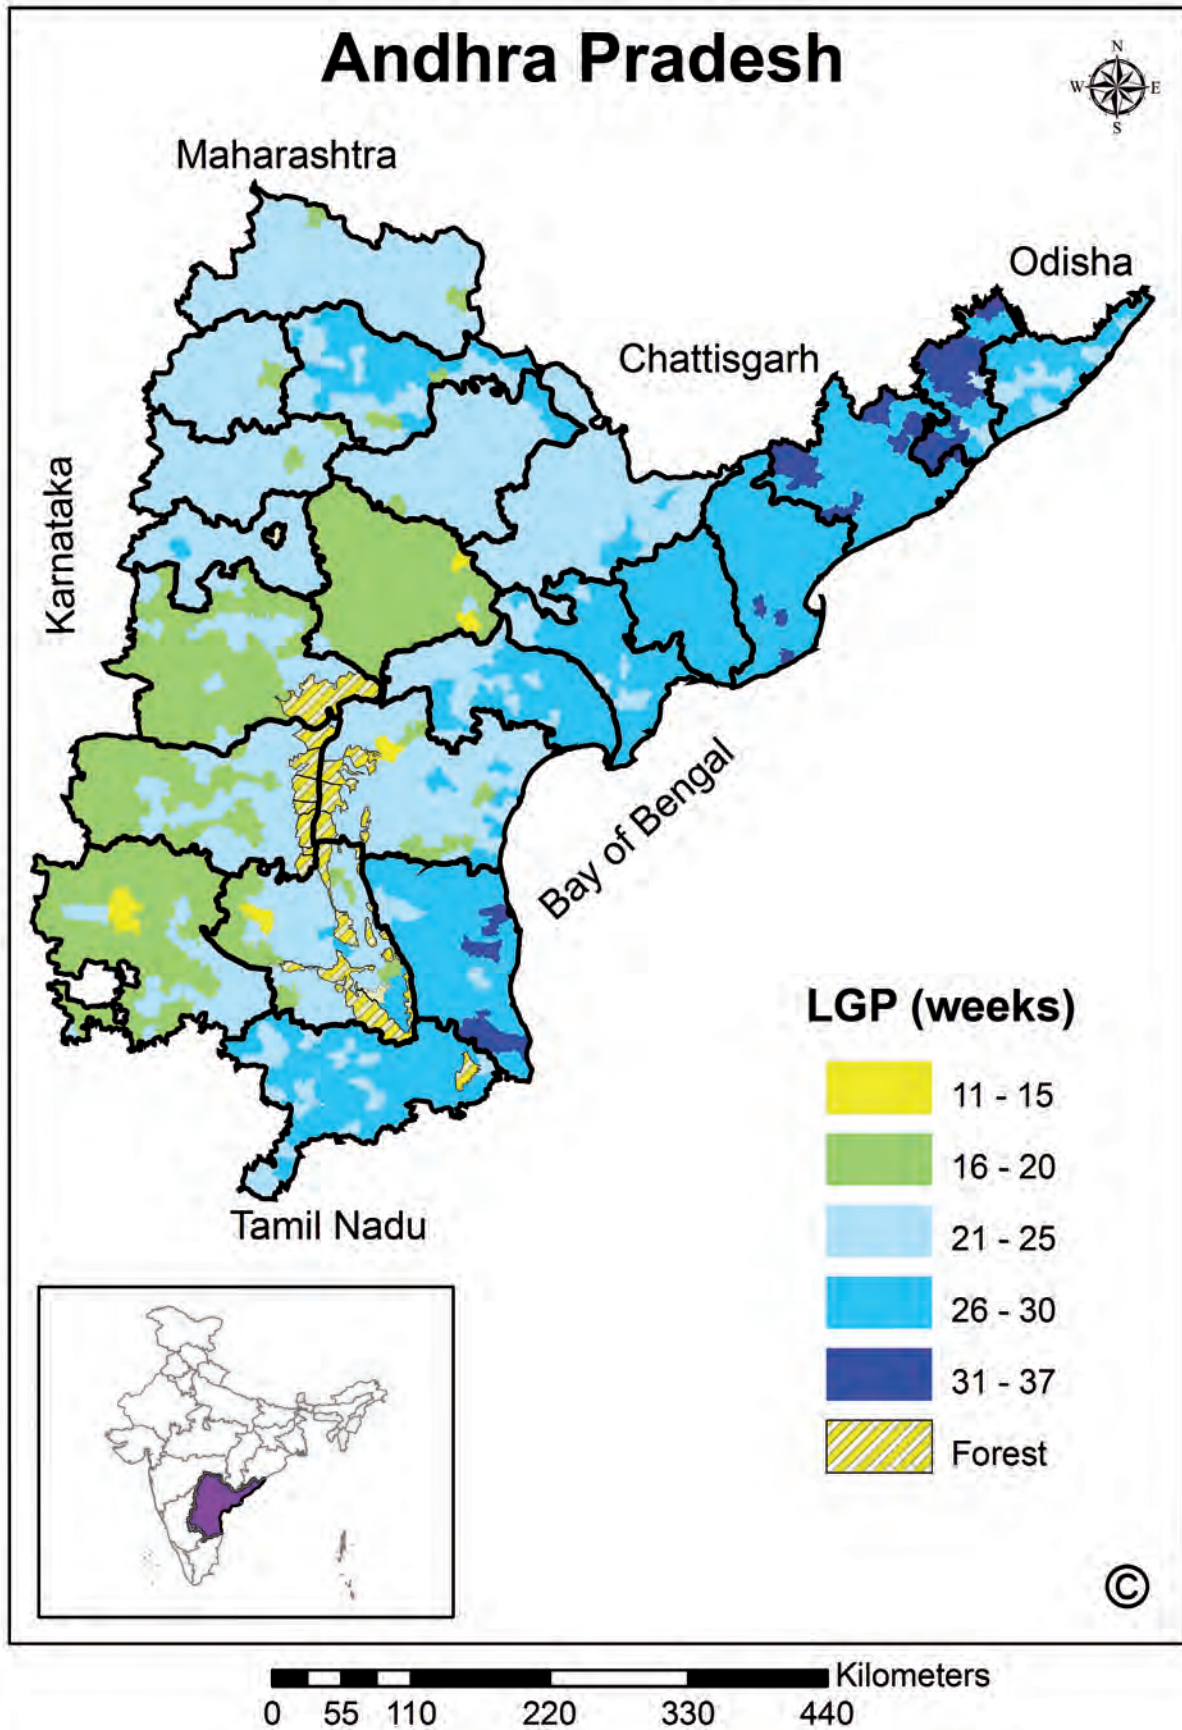 Andhra Pradesh
N
W E
S
Maharashtra
Odisha
Chattisgarh
Karnataka
Bay of Bengal
Tamil Nadu
LGP (weeks)
11 - 15
16 - 20
21 - 25
26 - 30
31 - 37
Forest
©
Kilometers
0 55 110 220 330 440